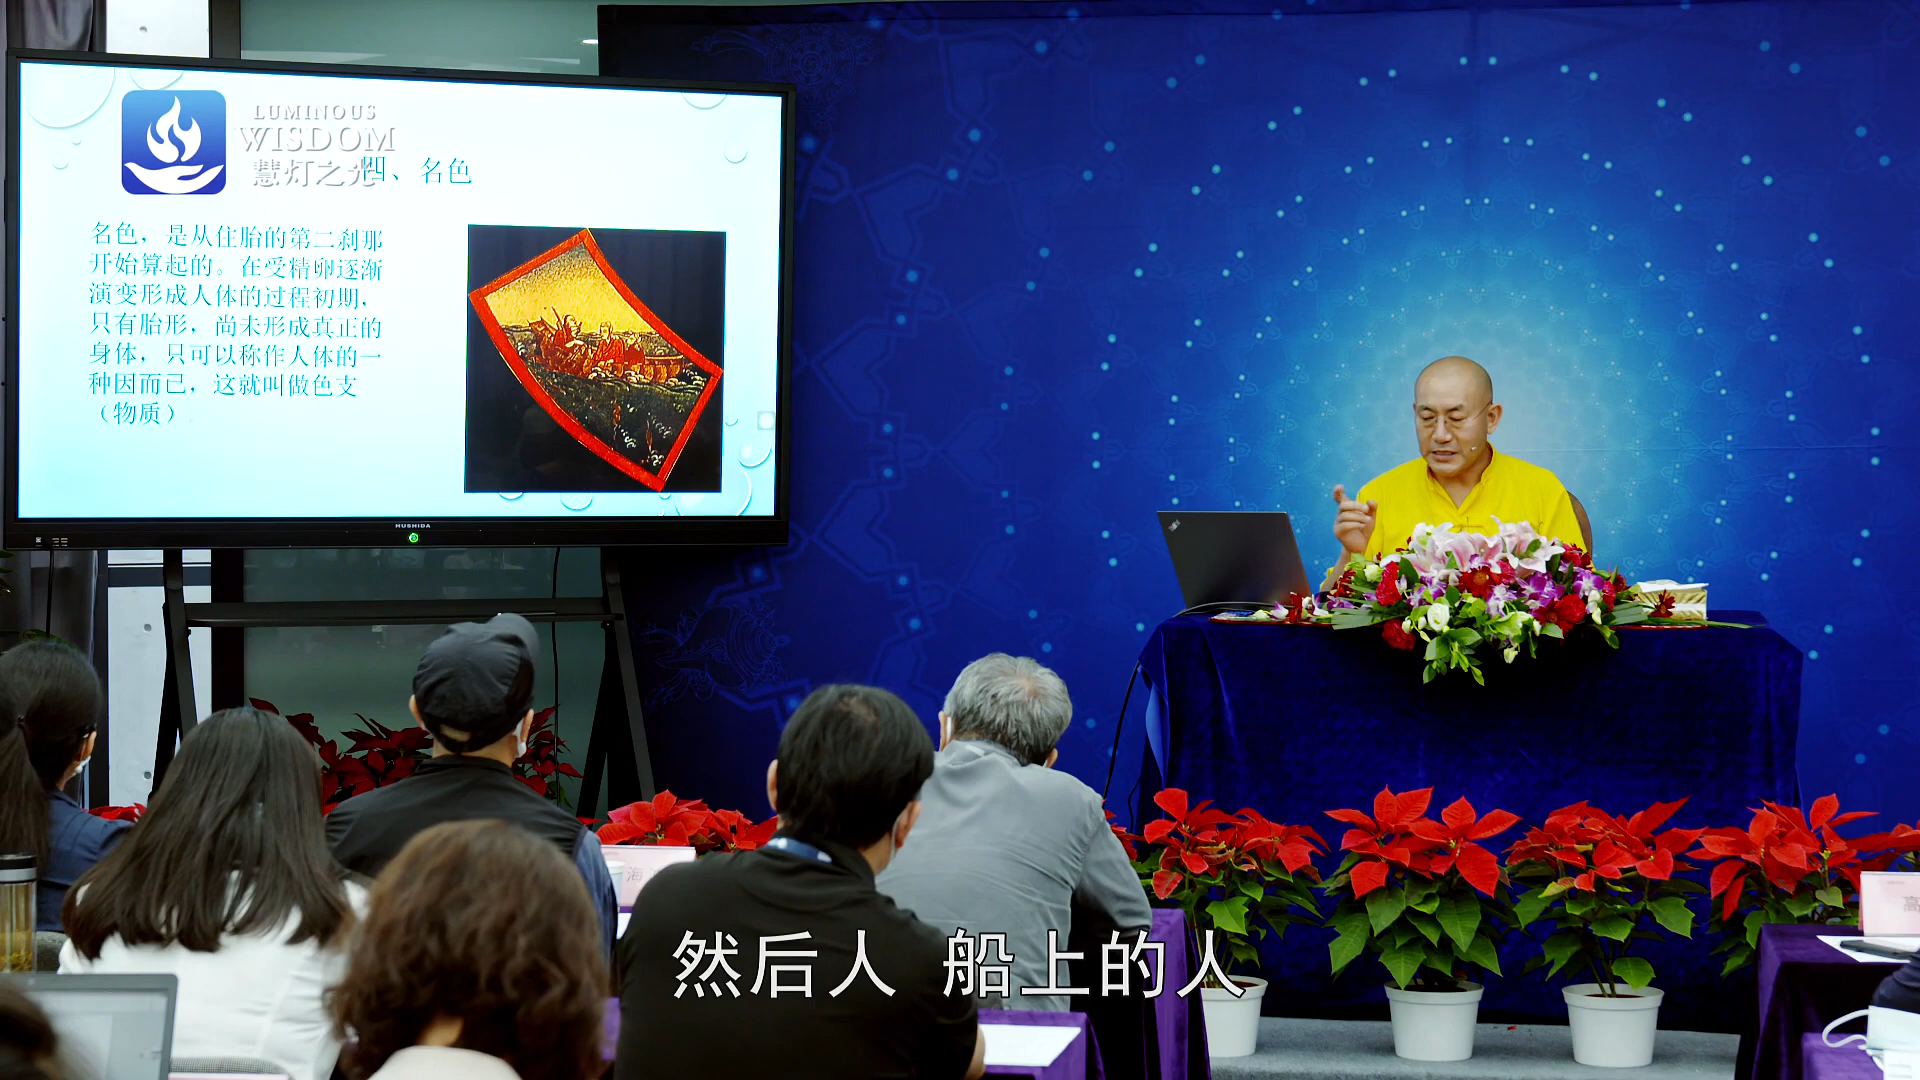 LUMINOUS
WISDOM
慧灯之光
四、名色
名色，是从住胎的第二刹那
开始算起的。在受精卵逐渐
演变形成人体的过程初期，
只有胎形，尚未形成真正的
身体，只可以称作人体的一
种因而已，这就叫做色支
（物质）
HUSHIDA
海
高
然后人 船上的人